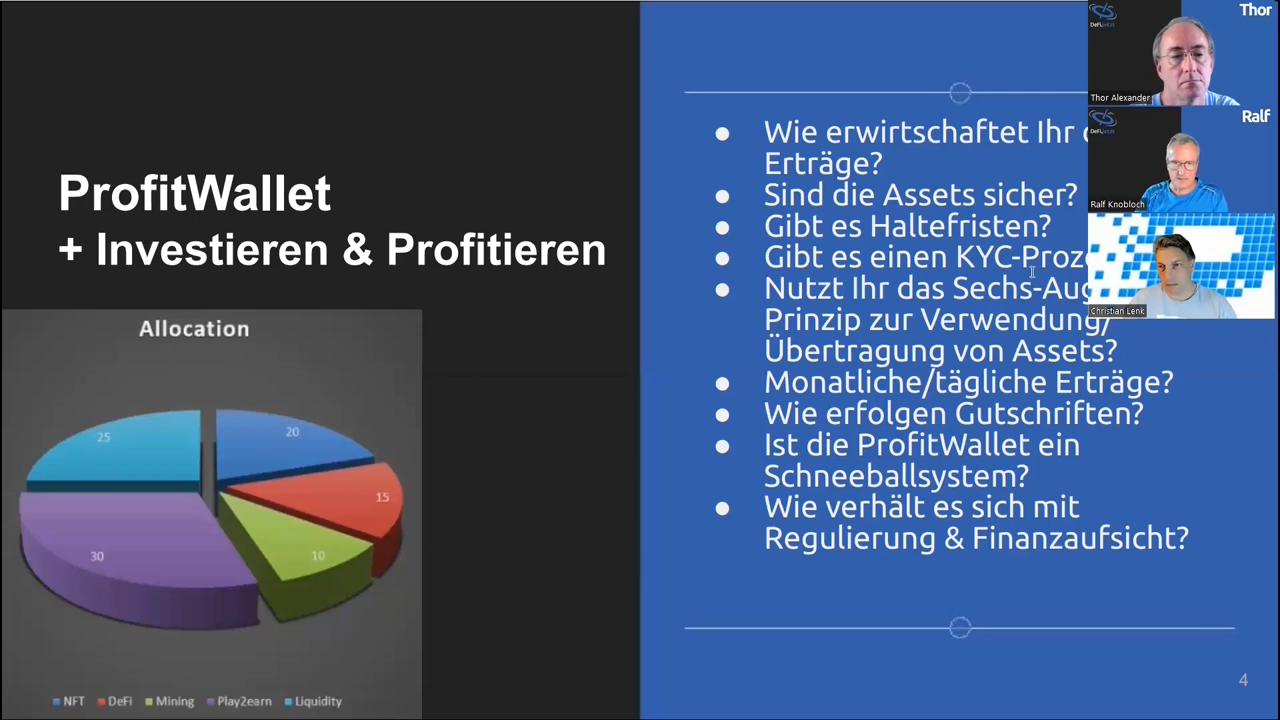 ProfitWallet
+ Investieren & Profitieren
Allocation
25
20
15
30
10
NFT DeFi Mining Play2earn Liquidity
● Wie erwirtschaftet Ihr
Erträge?
● Sind die Assets sicher?
● Gibt es Haltefristen?
● Gibt es einen KYC-Proze
● Nutzt Ihr das Sechs-Aug
Prinzip zur Verwendung/
Übertragung von Assets?
● Monatliche/tägliche Erträge?
● Wie erfolgen Gutschriften?
● Ist die ProfitWallet ein
Schneeballsystem?
● Wie verhält es sich mit
Regulierung & Finanzaufsicht?
4
Thor
Thor Alexander
Ralf
Ralf Knobloch
Christian Lenk